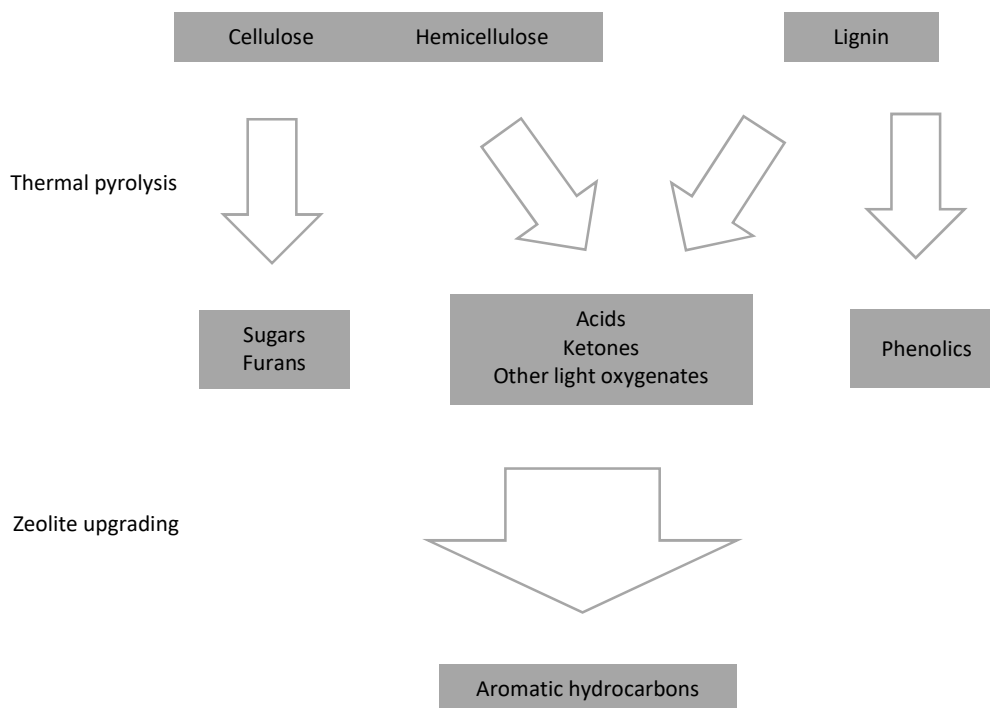 Cellulose Hemicellulose Lignin
Thermal pyrolysis
Sugars
Furans
Acids
Ketones
Other light oxygenates
Phenolics
Zeolite upgrading
Aromatic hydrocarbons